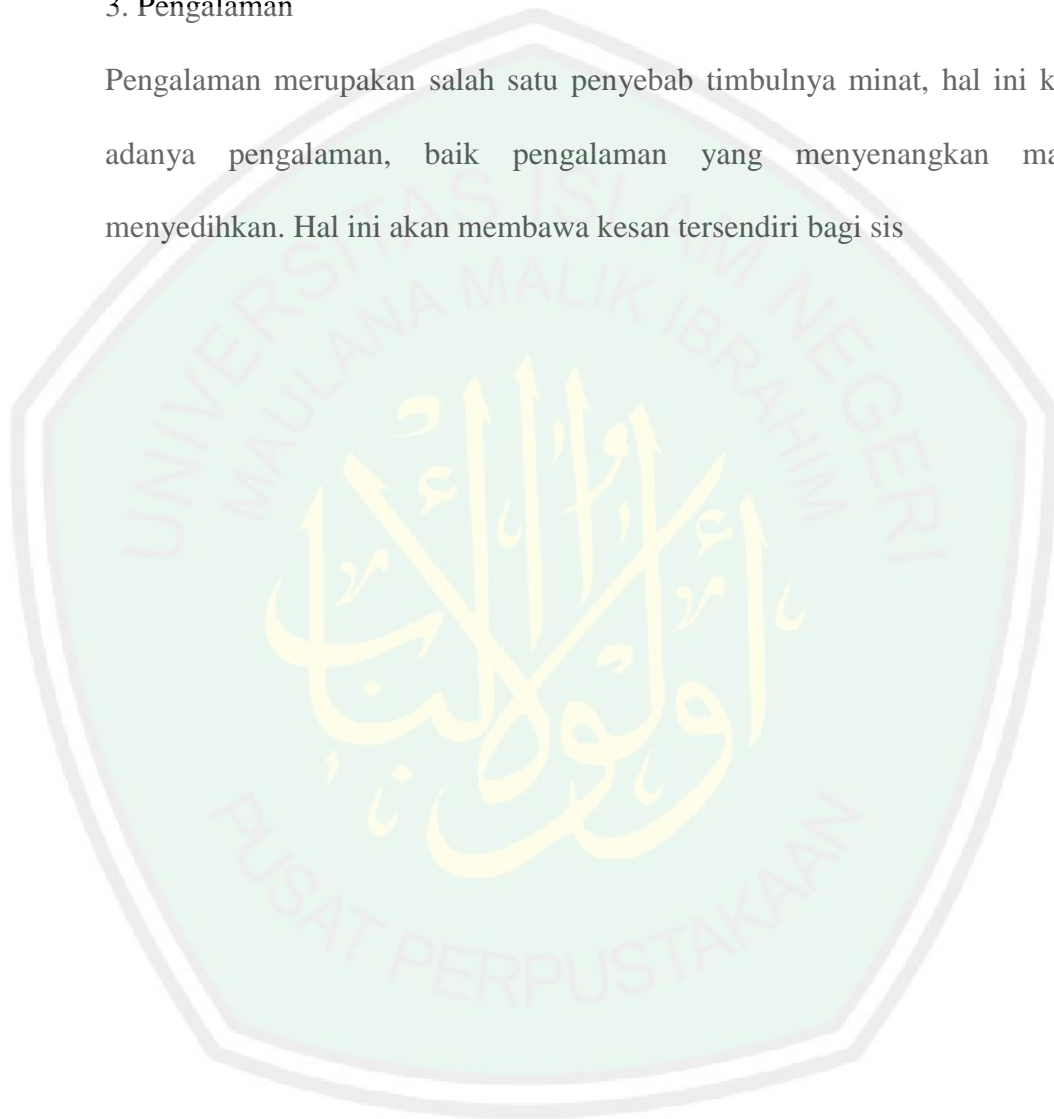 3. Pengalaman
Pengalaman merupakan salah satu penyebab timbulnya minat, hal ini k
adanya pengalaman, baik pengalaman yang menyenangkan ma
menyedihkan. Hal ini akan membawa kesan tersendiri bagi sis
UNIVERSITAS ISLAM NEGERI
MAULANA MALIK IBRAHIM
PUSAT PERPUSTAKAAN